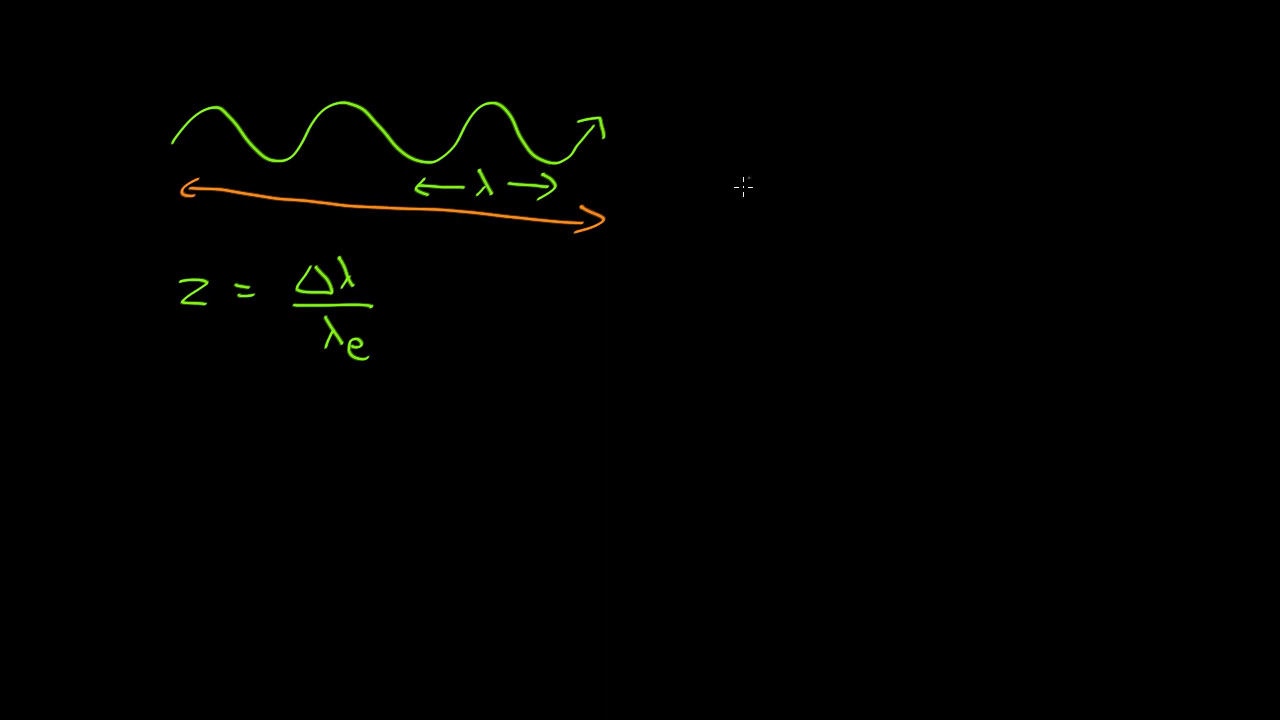 λ
z = Δλ / λe